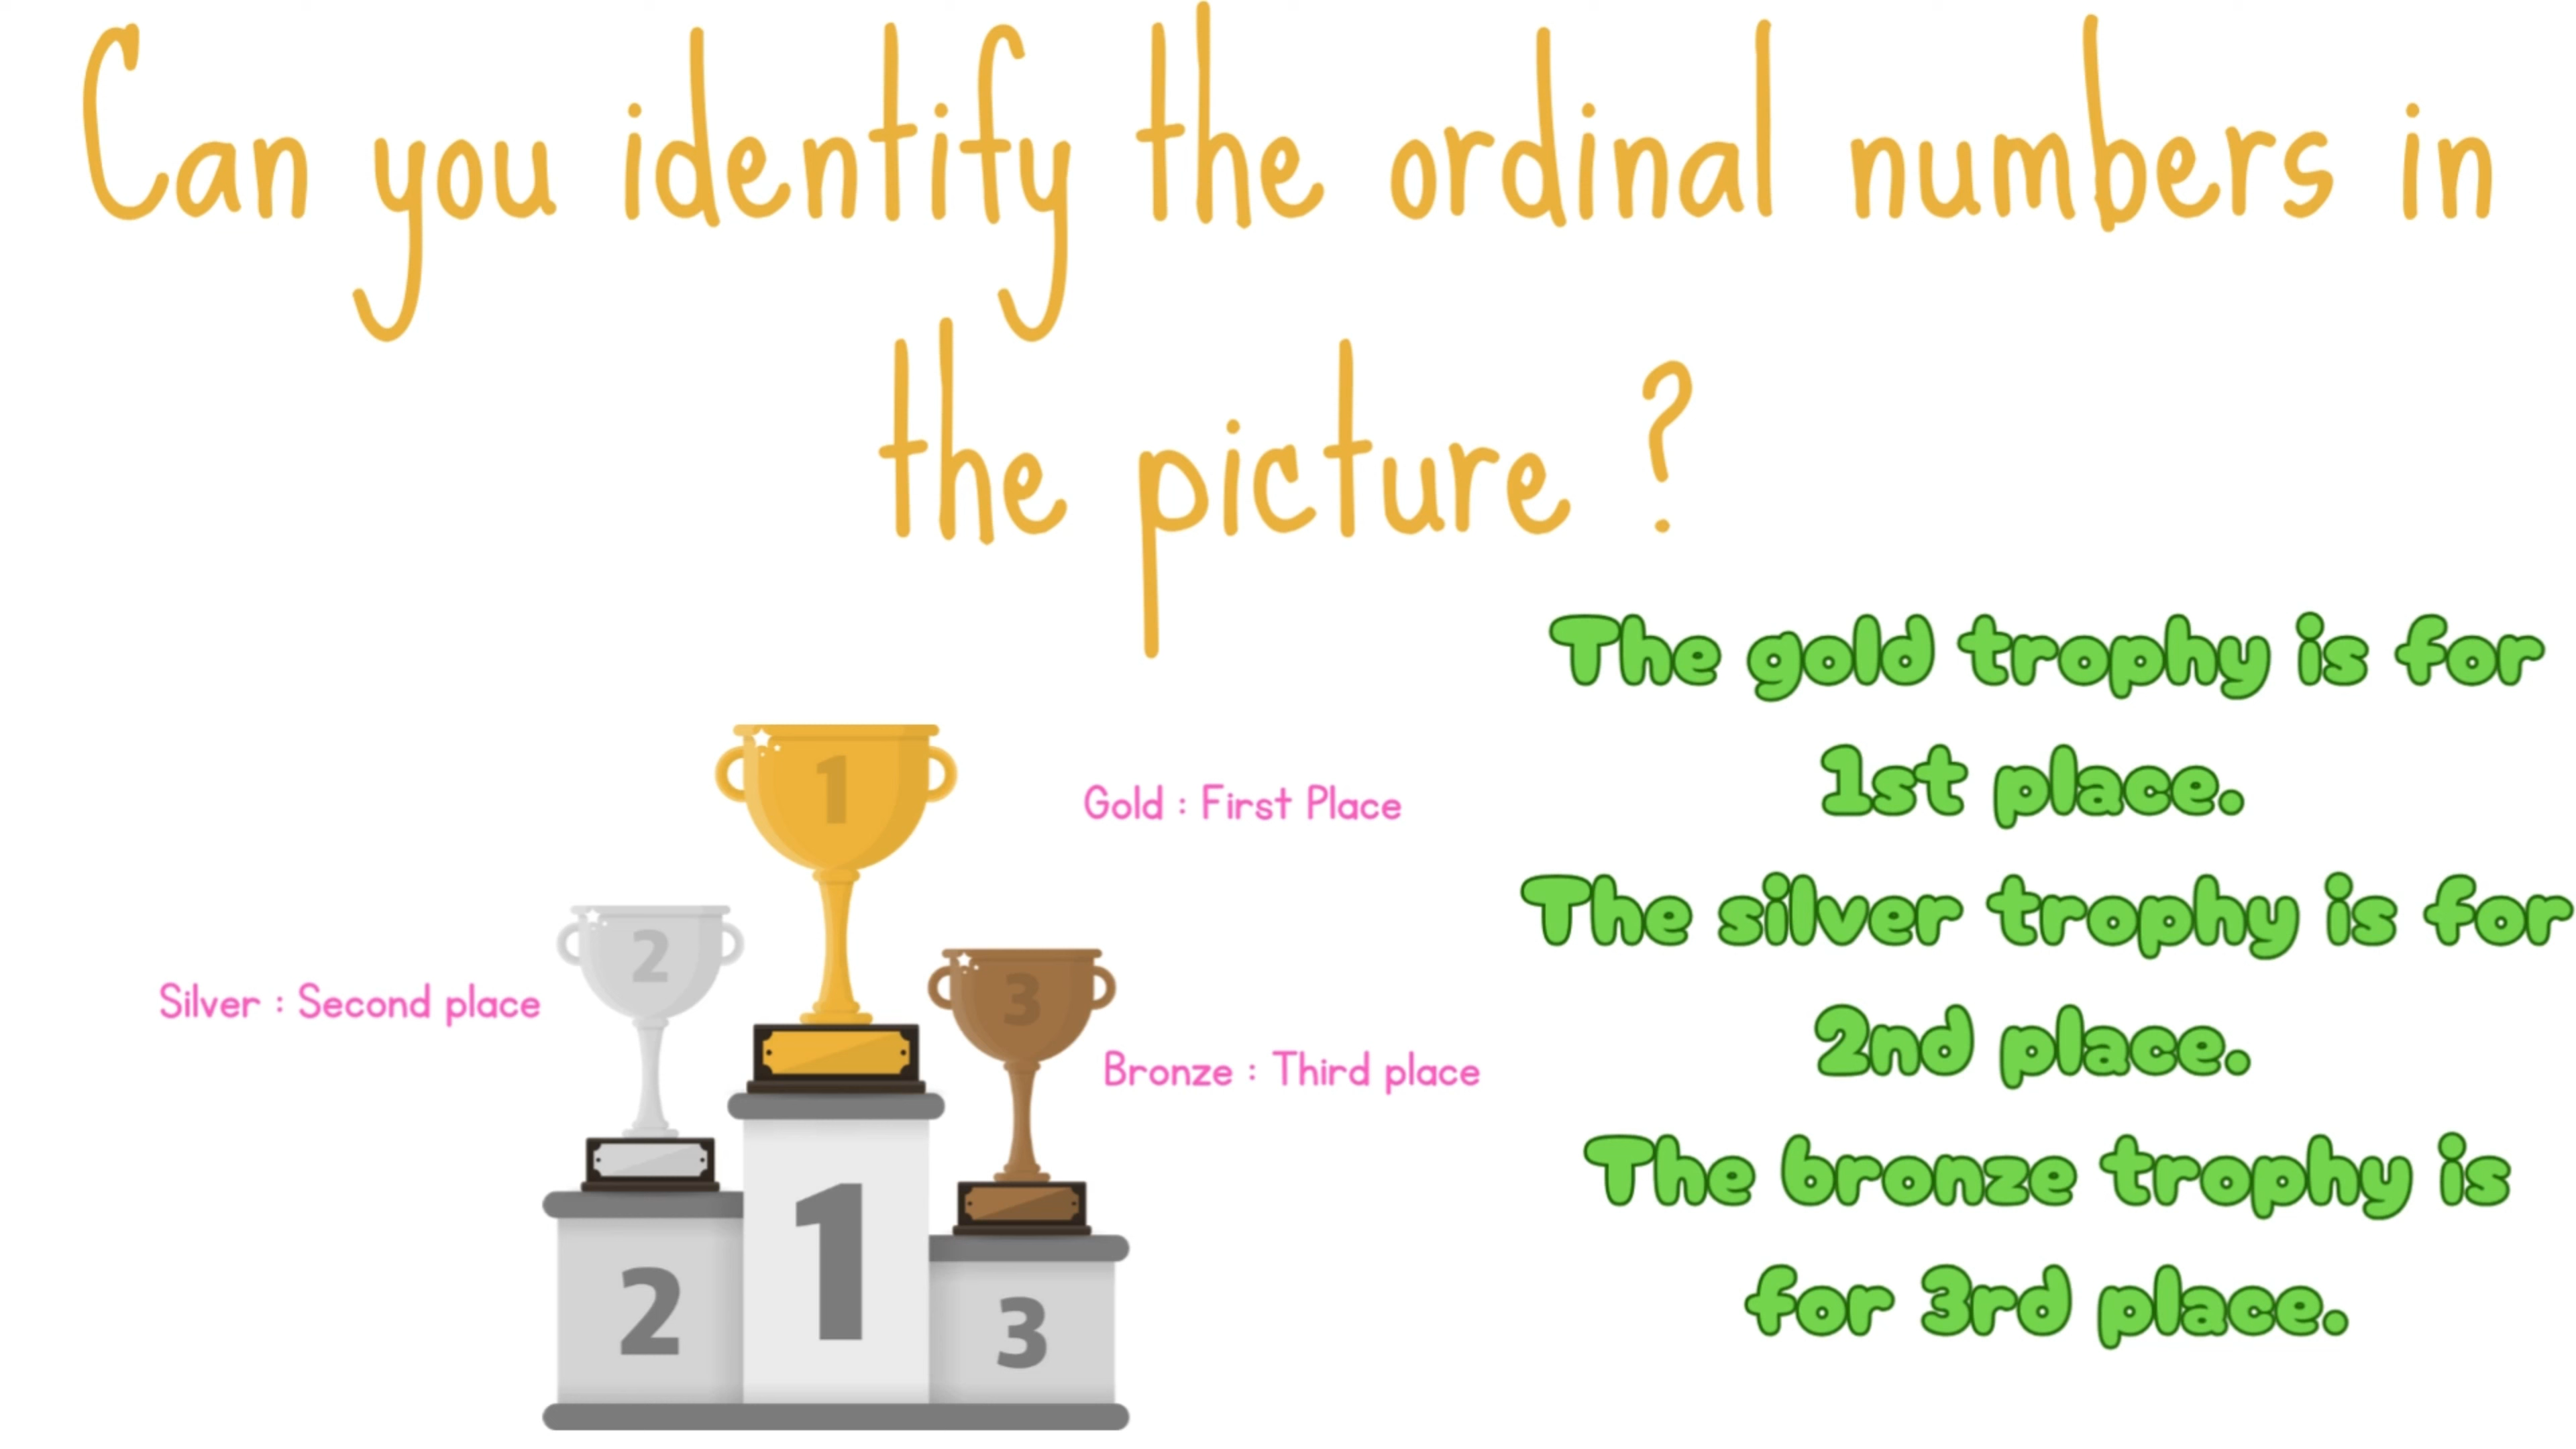 Can you identify the ordinal numbers in
the picture ?
1
Gold : First Place
2
Silver : Second place
3
Bronze : Third place
2
1
3
The gold trophy is for
1st place.
The silver trophy is for
2nd place.
The bronze trophy is
for 3rd place.